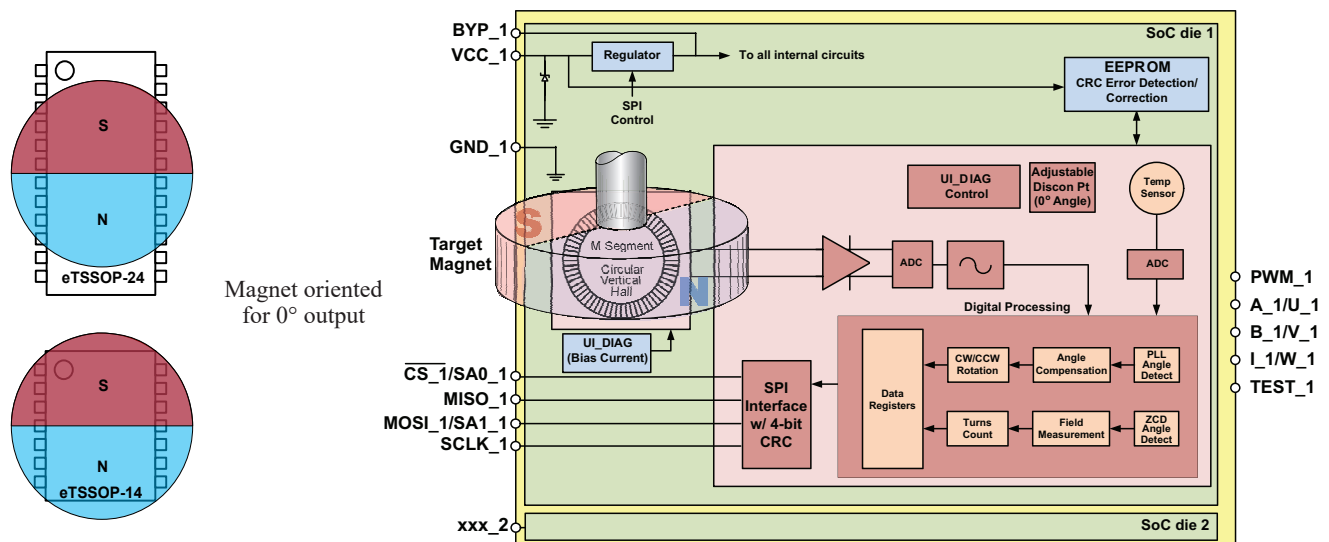 S
N
eTSSOP-24
S
N
eTSSOP-14
Magnet oriented
for 0° output
BYP_1
VCC_1
GND_1
Target
Magnet
CS_1/SA0_1
MISO_1
MOSI_1/SA1_1
SCLK_1
xxx_2
SoC die 1
Regulator
To all internal circuits
SPI
Control
EEPROM
CRC Error Detection/
Correction
S
M Segment
Circular
Vertical
Hall
N
UI_DIAG
(Bias Current)
UI_DIAG
Control
Adjustable
Discon Pt
(0° Angle)
Temp
Sensor
ADC
ADC
Digital Processing
SPI
Interface
w/ 4-bit
CRC
Data
Registers
CW/CCW
Rotation
Angle
Compensation
PLL
Angle
Detect
Turns
Count
Field
Measurement
ZCD
Angle
Detect
SoC die 2
PWM_1
A_1/U_1
B_1/V_1
I_1/W_1
TEST_1